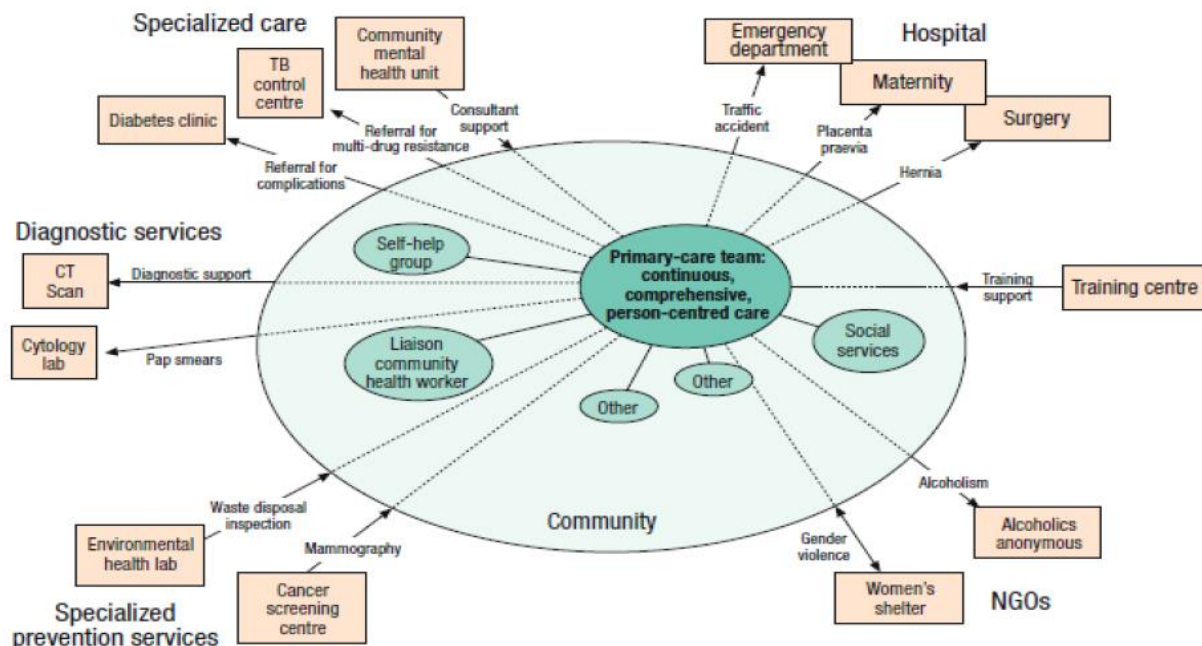 Specialized care
Community
mental
health unit
TB
control
centre
Diabetes clinic
Consultant
support
Referral for
multi-drug resistance
Referral for
complications
Emergency
department
Hospital
Maternity
Surgery
Traffic
accident
Placenta
praevia
Hernia
Diagnostic services
CT
Scan
Diagnostic support
Cytology
lab
Pap smears
Self-help
group
Primary-care team:
continuous,
comprehensive,
person-centred care
Liaison
community
health worker
Other
Other
Social
services
Training
support
Training centre
Community
Waste disposal
inspection
Environmental
health lab
Mammography
Cancer
screening
centre
Specialized
prevention services
Gender
violence
Women's
shelter
Alcoholism
Alcoholics
anonymous
NGOs